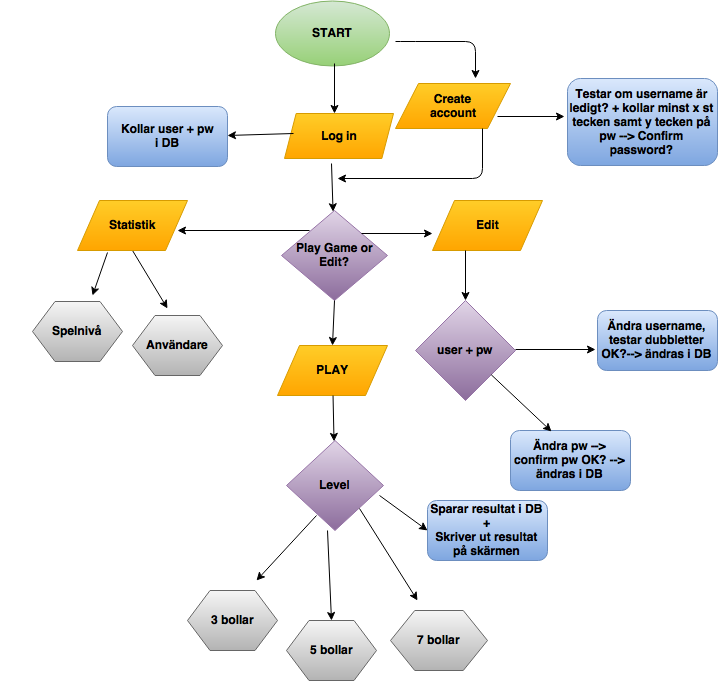 START
Create
account
Testar om username är
ledigt? + kollar minst x st
tecken samt y tecken på
pw --> Confirm
password?
Kollar user + pw
i DB
Log in
Statistik
Play Game or
Edit?
Edit
Spelnivå
Användare
user + pw
Ändra username,
testar dubbletter
OK?--> ändras i DB
PLAY
Ändra pw -->
confirm pw OK? -->
ändras i DB
Level
Sparar resultat i DB
+
Skriver ut resultat
på skärmen
3 bollar
5 bollar
7 bollar